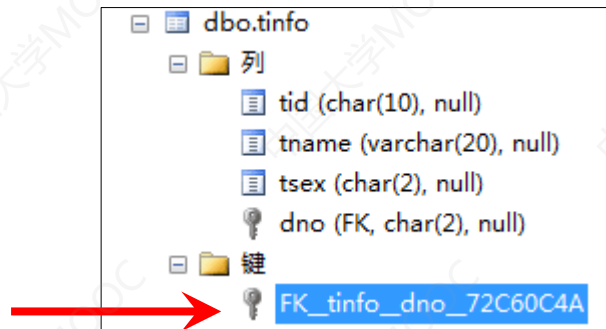 dbo.tinfo
列
tid (char(10), null)
tname (varchar(20), null)
tsex (char(2), null)
dno (FK, char(2), null)
键
FK__tinfo__dno__72C60C4A